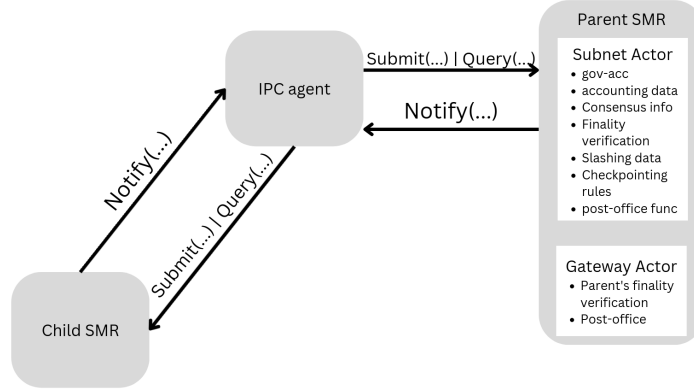 Parent SMR
IPC agent
Submit(...) | Query(...)
Notify(...)
Subnet Actor
• gov-acc
• accounting data
• Consensus info
• Finality
verification
• Slashing data
• Checkpointing
rules
• post-office func
Notify(...)
Submit(...) | Query(...)
Gateway Actor
• Parent's finality
verification
• Post-office
Child SMR